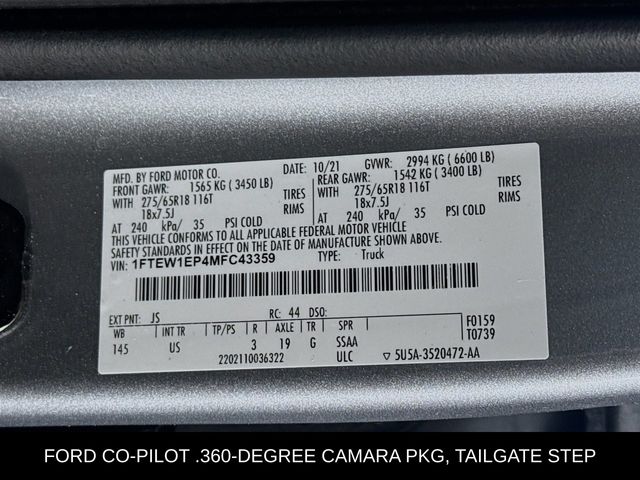 MFD. BY FORD MOTOR CO. DATE: 10/21 GVWR: 2994 KG ( 6600 LB)
FRONT GAWR: 1565 KG ( 3450 LB) REAR GAWR: 1542 KG ( 3400 LB)
WITH 275/65R18 116T TIRES WITH 275/65R18 116T TIRES
18x7.5J RIMS 18x7.5J RIMS
AT 240 kPa/ 35 PSI COLD AT 240 kPa/ 35 PSI COLD
THIS VEHICLE CONFORMS TO ALL APPLICABLE FEDERAL MOTOR VEHICLE
SAFETY STANDARDS IN EFFECT ON THE DATE OF MANUFACTURE SHOWN ABOVE.
VIN: 1FTEW1EP4MFC43359 TYPE: Truck
EXT PNT: JS RC: 44 DSO: F0159
WB INT TR TP/PS R AXLE TR SPR T0739
145 US 3 19 G SSAA
2202110036322 ULC ▽ 5U5A-3520472-AA
FORD CO-PILOT .360-DEGREE CAMARA PKG, TAILGATE STEP